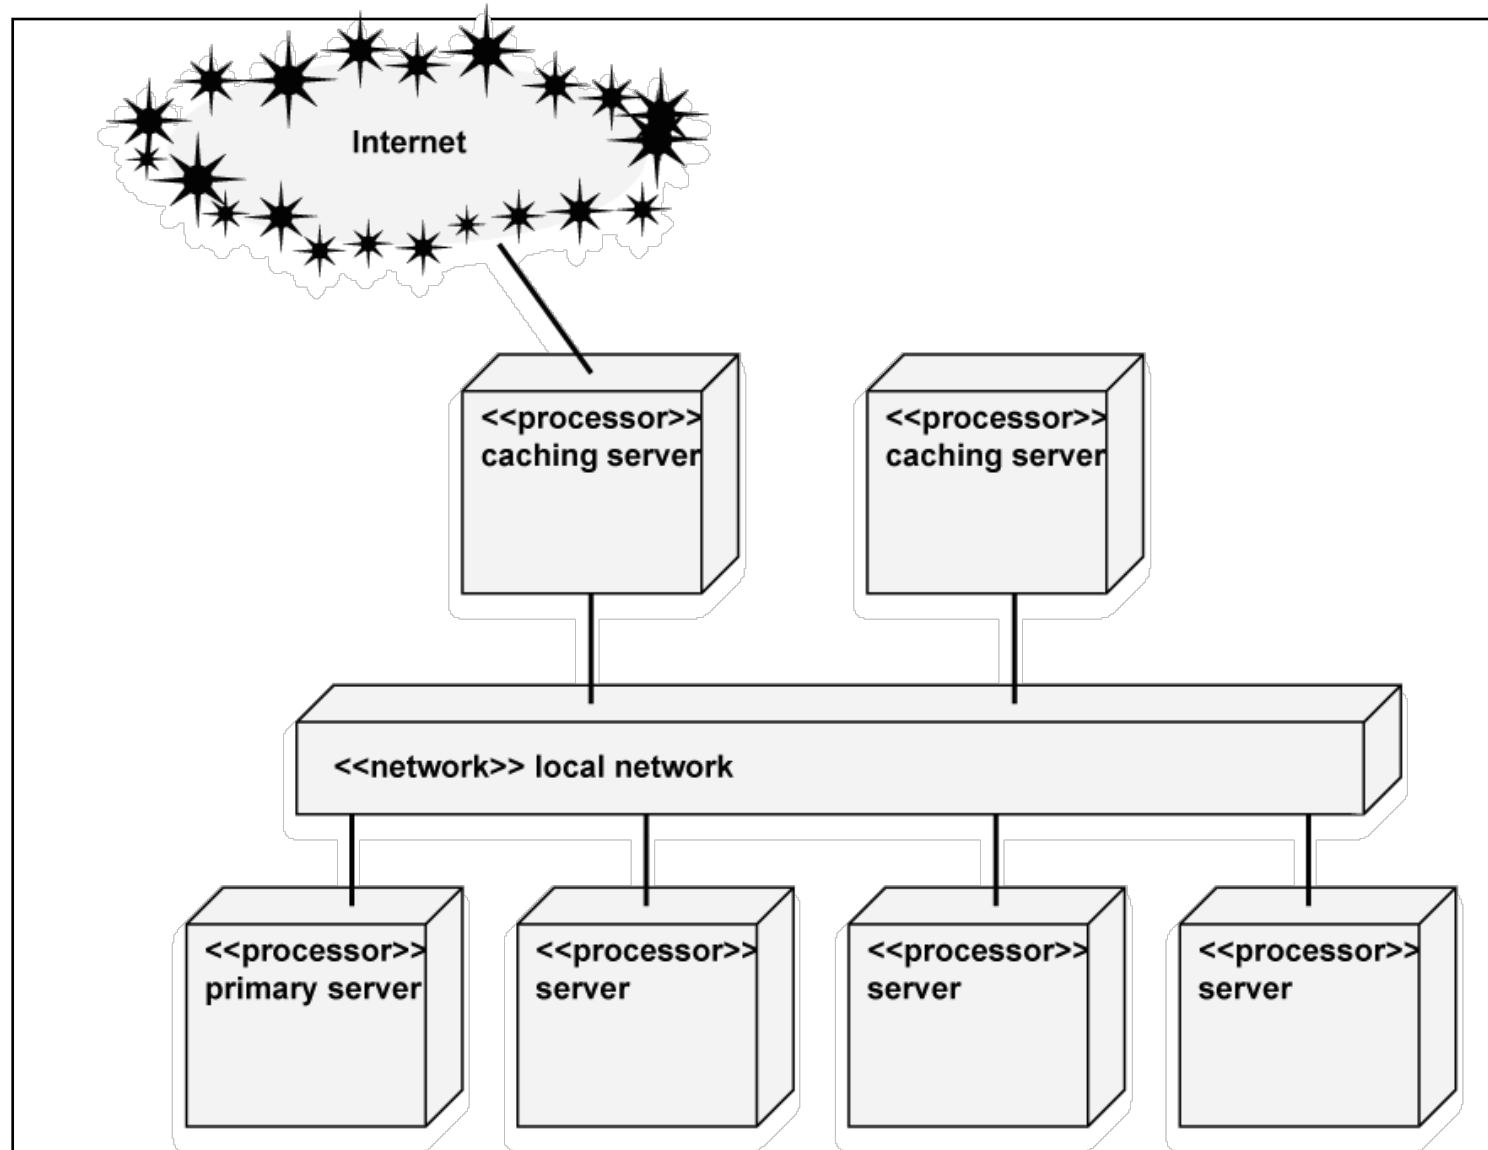 Internet
<<processor>>
caching server
<<processor>>
caching server
<<network>> local network
<<processor>>
primary server
<<processor>>
server
<<processor>>
server
<<processor>>
server